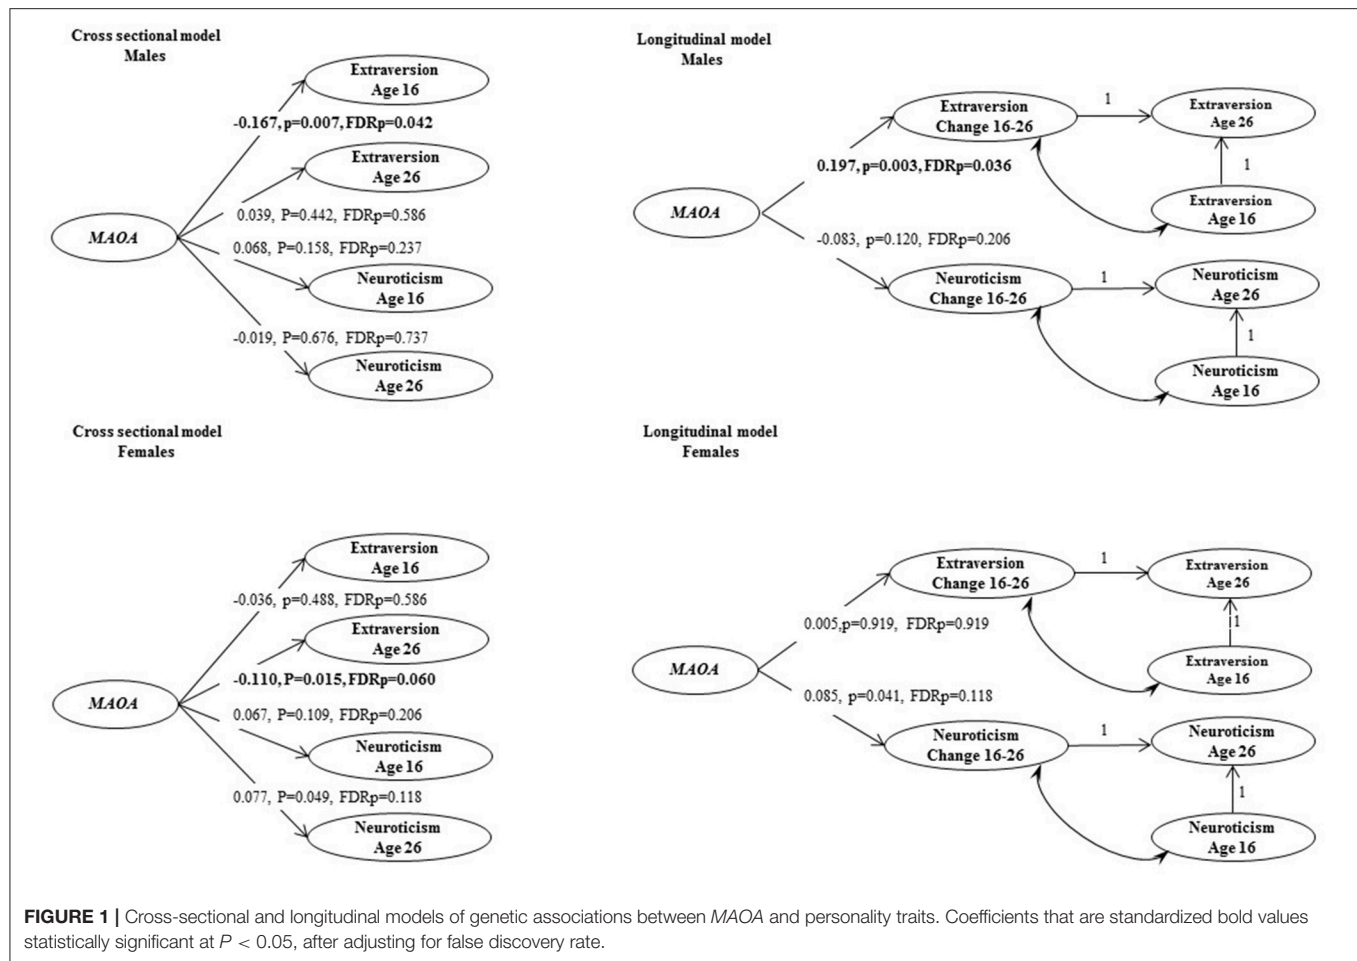 Cross sectional model
Males
Extraversion
Age 16
-0.167, p=0.007, FDRp=0.042
Extraversion
Age 26
0.039, P=0.442, FDRp=0.586
MAOA
0.068, P=0.158, FDRp=0.237
Neuroticism
Age 16
-0.019, P=0.676, FDRp=0.737
Neuroticism
Age 26
Longitudinal model
Males
Extraversion
Change 16-26
1
Extraversion
Age 26
0.197, p=0.003, FDRp=0.036
1
MAOA
Extraversion
Age 16
-0.083, p=0.120, FDRp=0.206
Neuroticism
Change 16-26
1
Neuroticism
Age 26
1
Neuroticism
Age 16
Cross sectional model
Females
Extraversion
Age 16
-0.036, p=0.488, FDRp=0.586
Extraversion
Age 26
-0.110, P=0.015, FDRp=0.060
MAOA
0.067, P=0.109, FDRp=0.206
Neuroticism
Age 16
0.077, P=0.049, FDRp=0.118
Neuroticism
Age 26
Longitudinal model
Females
Extraversion
Change 16-26
1
Extraversion
Age 26
0.005,p=0.919, FDRp=0.919
1
MAOA
Extraversion
Age 16
0.085, p=0.041, FDRp=0.118
Neuroticism
Change 16-26
1
Neuroticism
Age 26
1
Neuroticism
Age 16
FIGURE 1 | Cross-sectional and longitudinal models of genetic associations between MAOA and personality traits. Coefficients that are standardized bold values
statistically significant at P < 0.05, after adjusting for false discovery rate.